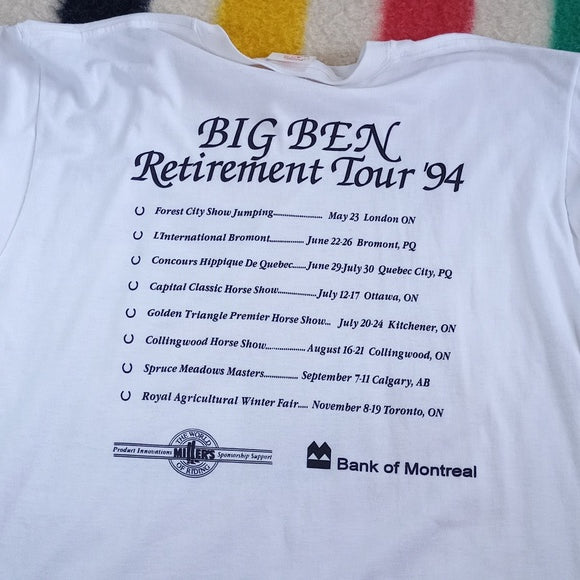 BIG BEN
Retirement Tour '94
Forest City Show Jumping...................... May 23 London ON
L'International Bromont............... June 22-26 Bromont, PQ
Concours Hippique De Quebec......June 29-July 30 Quebec City, PQ
Capital Classic Horse Show.................July 12-17 Ottawa, ON
Golden Triangle Premier Horse Show... July 20-24 Kitchener, ON
Collingwood Horse Show.................. August 16-21 Collingwood, ON
Spruce Meadows Masters............... September 7-11 Calgary, AB
Royal Agricultural Winter Fair..... November 8-19 Toronto, ON
THE WORLD
Product Innovations MILLER'S Sponsorship Support
OF RIDING
Bank of Montreal